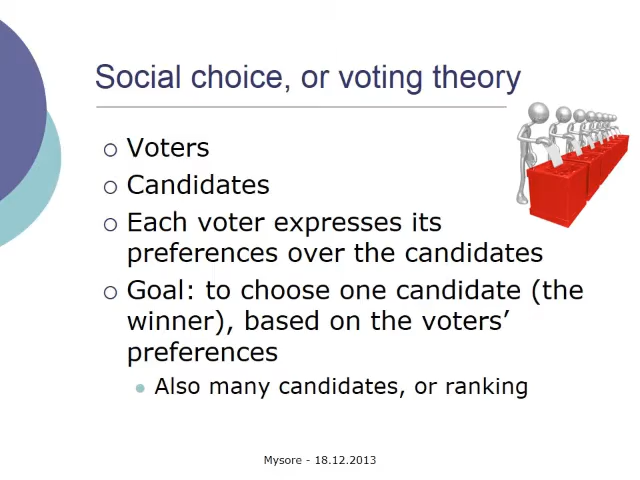 Social choice, or voting theory
Voters
Candidates
Each voter expresses its
preferences over the candidates
Goal: to choose one candidate (the
winner), based on the voters’
preferences
Also many candidates, or ranking
Mysore - 18.12.2013